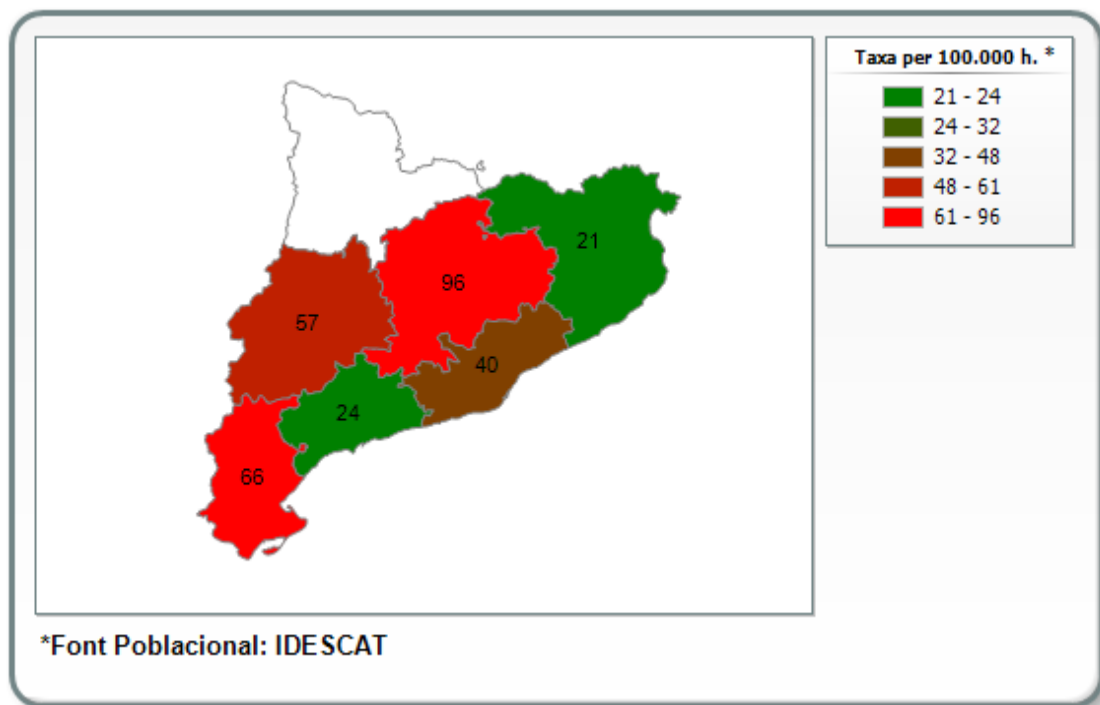 Taxa per 100.000 h. *
21 - 24
24 - 32
32 - 48
48 - 61
61 - 96
21
96
57
40
24
66
*Font Poblacional: IDESCAT